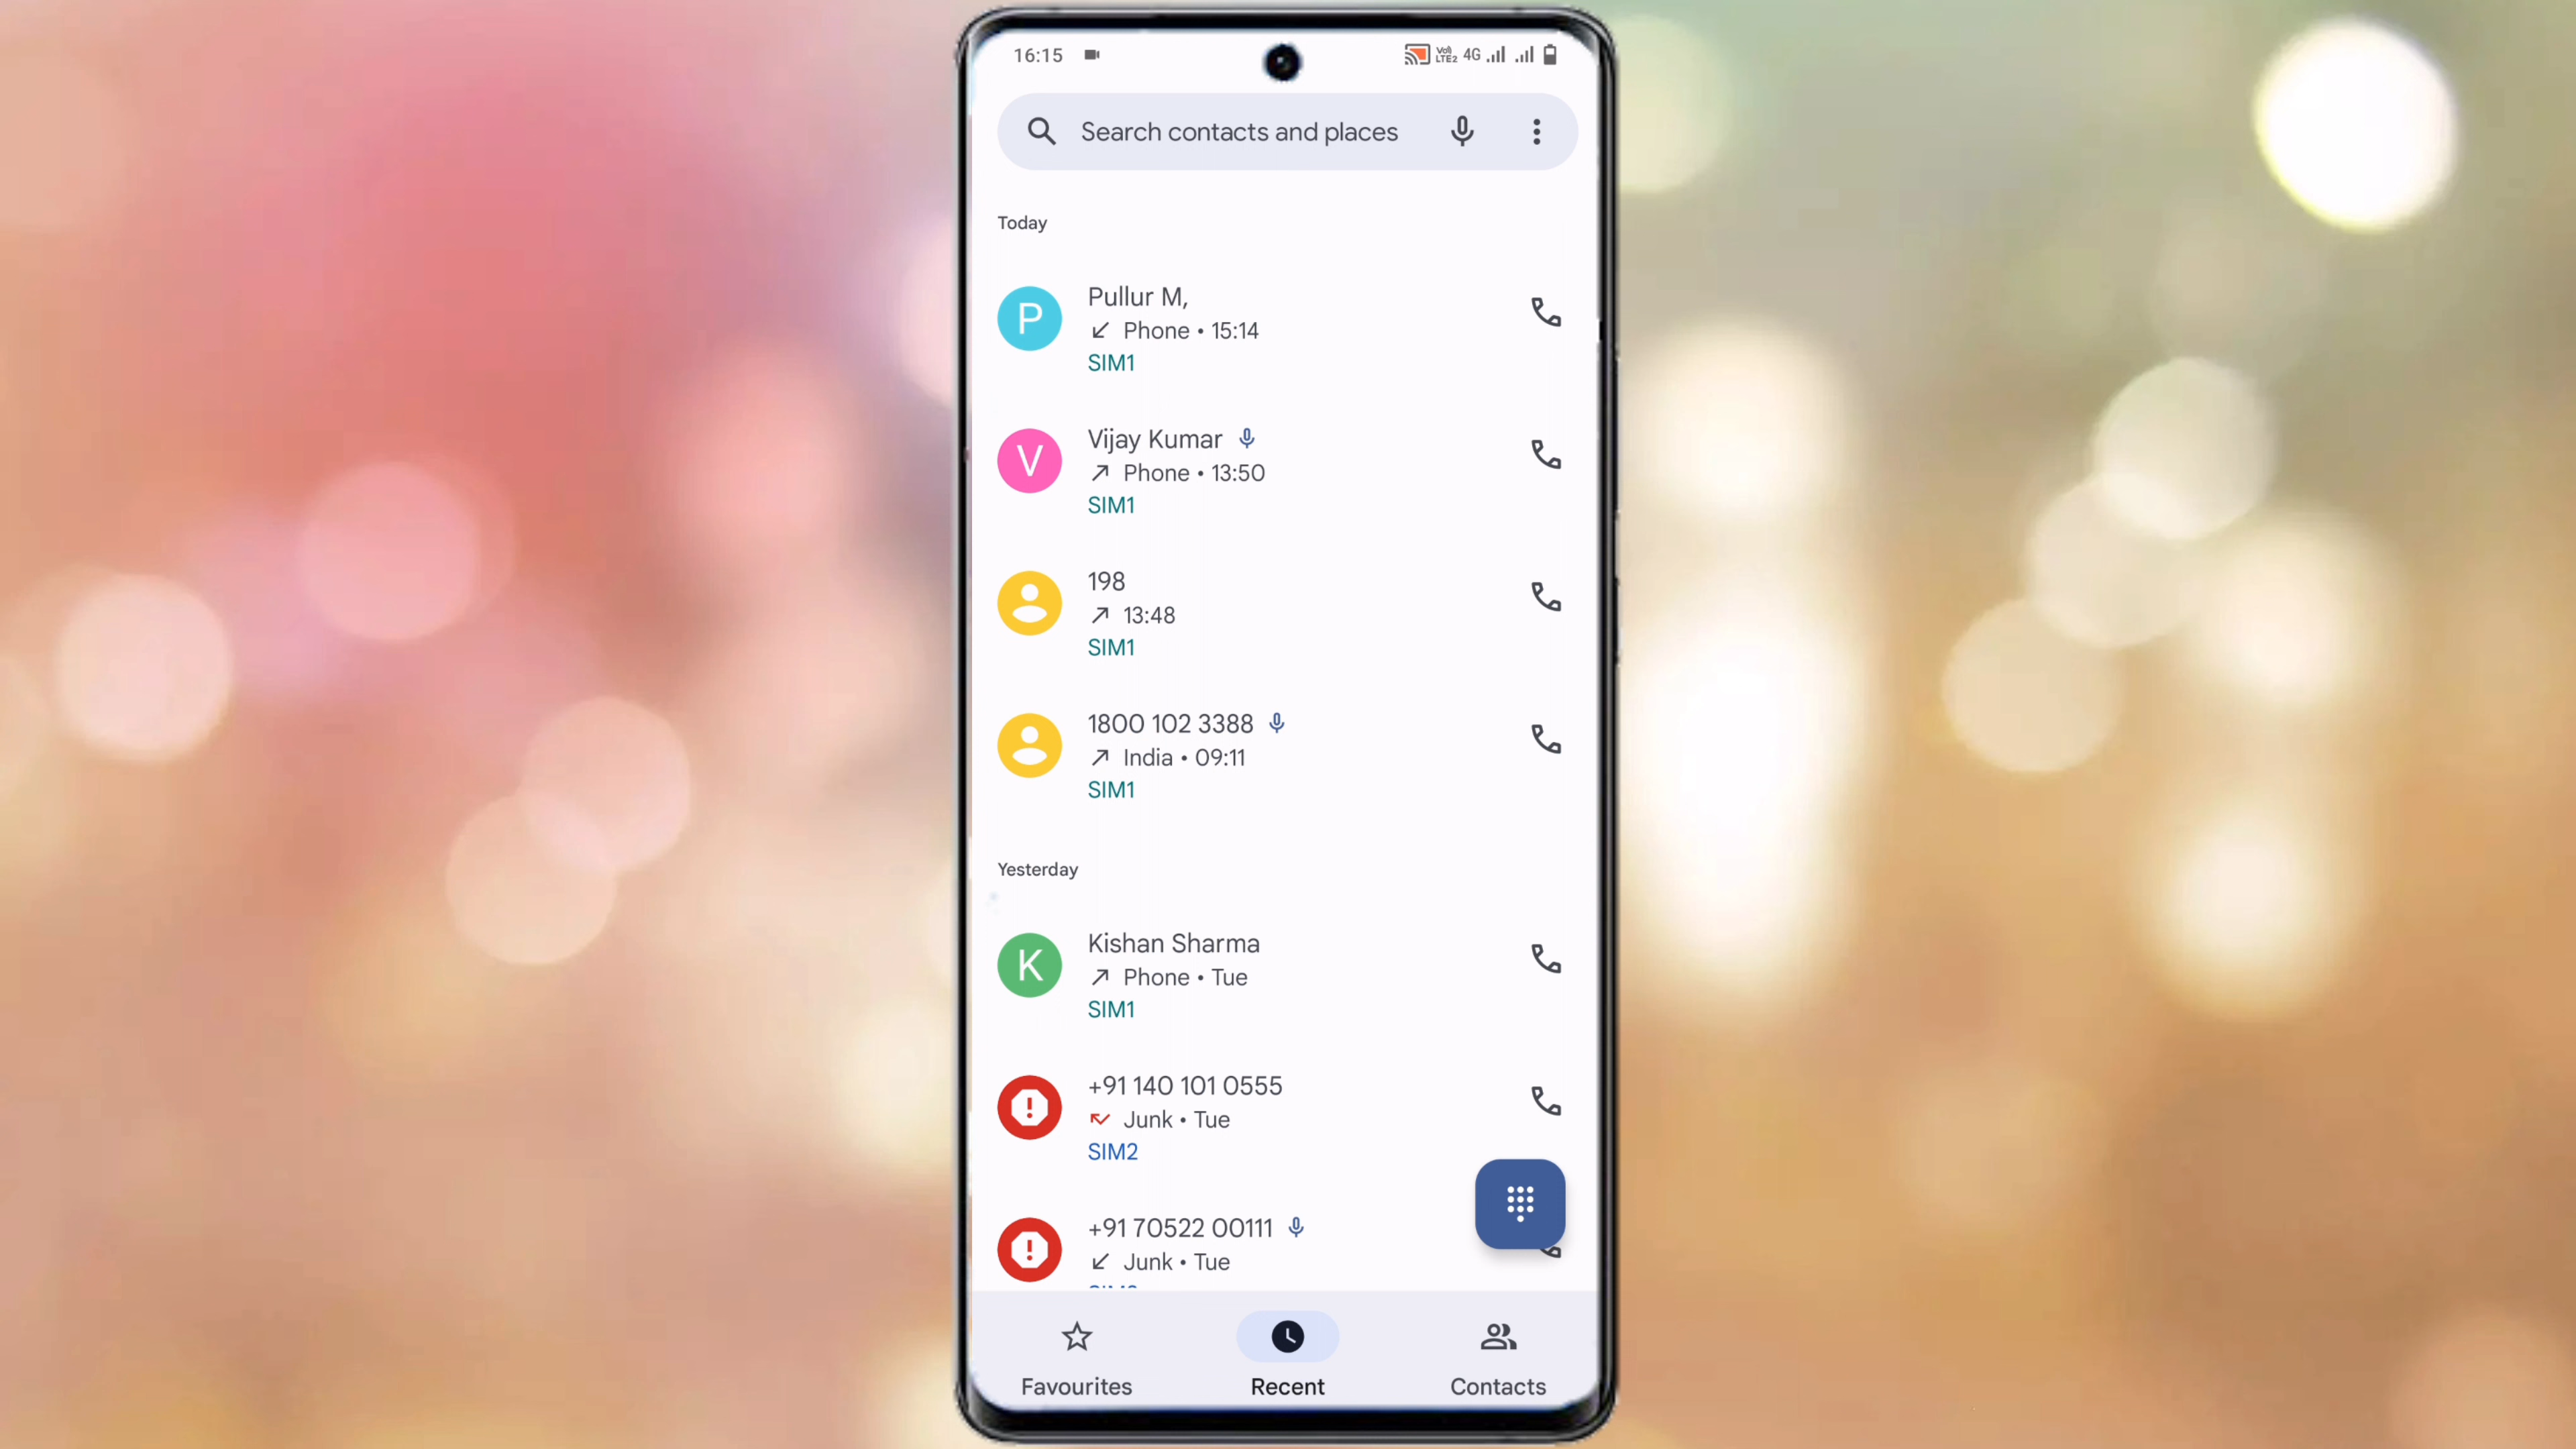 16:15
Vo) LTE2 4G
Search contacts and places
Today
P
Pullur M,
Phone • 15:14
SIM1
V
Vijay Kumar
Phone • 13:50
SIM1
198
13:48
SIM1
1800 102 3388
India • 09:11
SIM1
Yesterday
K
Kishan Sharma
Phone • Tue
SIM1
+91 140 101 0555
Junk • Tue
SIM2
+91 70522 00111
Junk • Tue
Favourites
Recent
Contacts